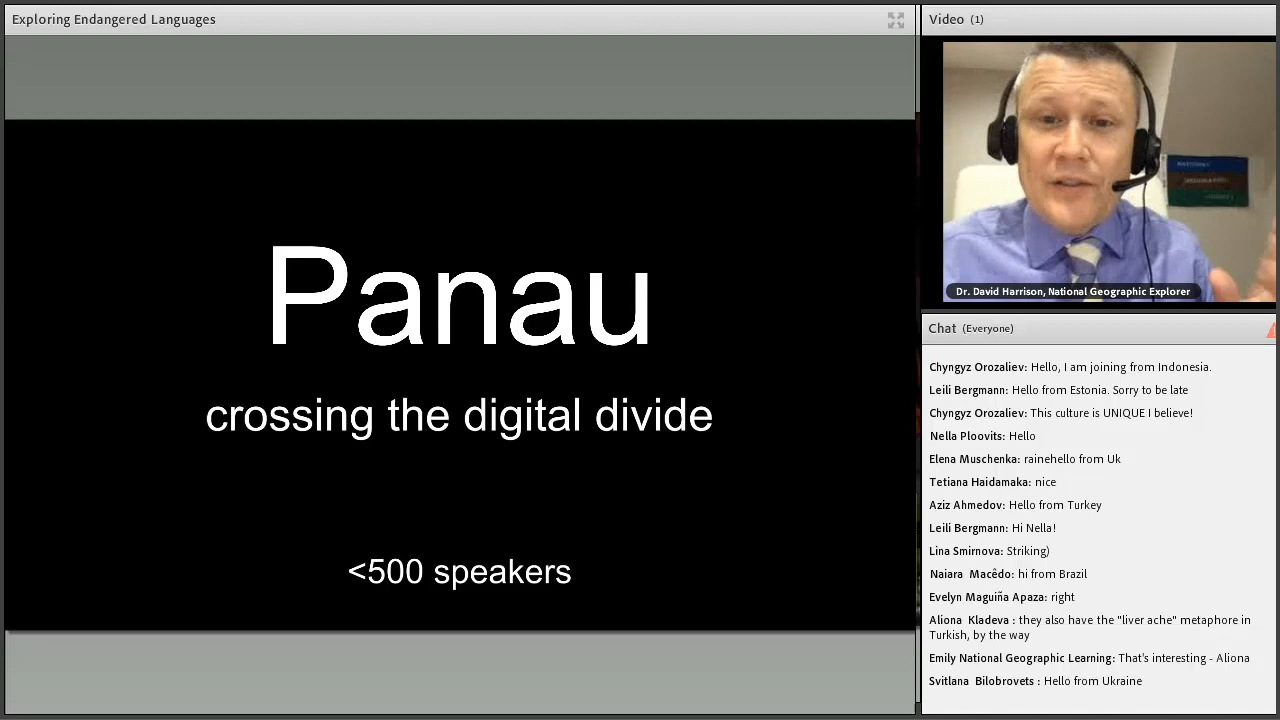 Exploring Endangered Languages
Panau
crossing the digital divide
<500 speakers
Video (1)
Dr. David Harrison, National Geographic Explorer
Chat (Everyone)
Chyngyz Orozaliev: Hello, I am joining from Indonesia.
Leili Bergmann: Hello from Estonia. Sorry to be late
Chyngyz Orozaliev: This culture is UNIQUE I believe!
Nella Ploovits: Hello
Elena Muschenka: rainehello from Uk
Tetiana Haidamaka: nice
Aziz Ahmedov: Hello from Turkey
Leili Bergmann: Hi Nella!
Lina Smirnova: Striking)
Naiara Macêdo: hi from Brazil
Evelyn Maguiña Apaza: right
Aliona Kladeva : they also have the "liver ache" metaphore in
Turkish, by the way
Emily National Geographic Learning: That's interesting - Aliona
Svitlana Bilobrovets : Hello from Ukraine